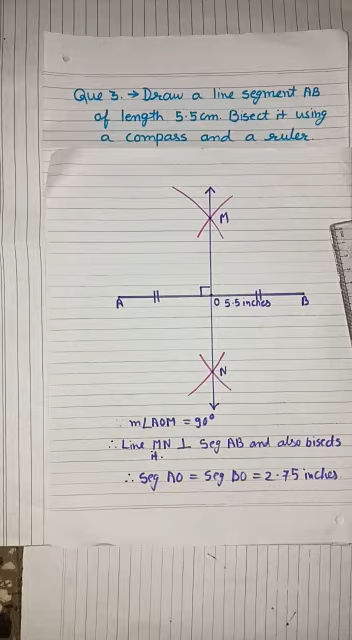 Que 3. → Draw a line segment AB
of length 5.5 cm. Bisect it using
a compass and a ruler.
M
A
O 5.5 inches
B
N
m∠AOM = 90°
∴ Line MN ⊥ Seg AB and also bisects
it.
∴ Seg AO = Seg BO = 2.75 inches